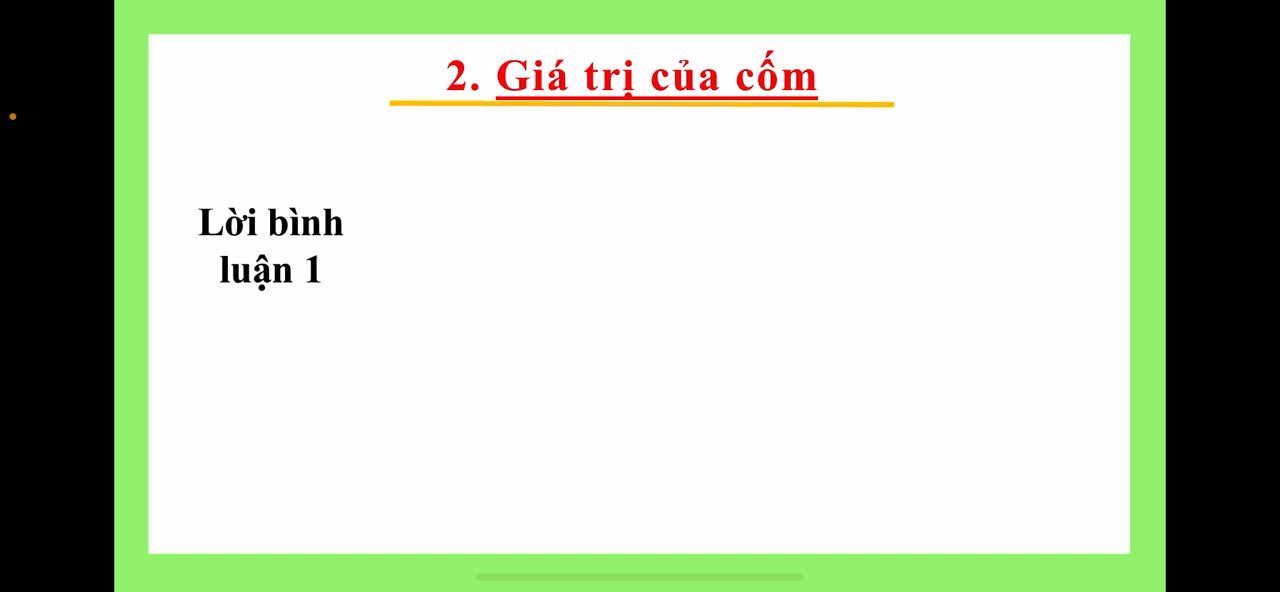 2. Giá trị của cốm
Lời bình
luận 1